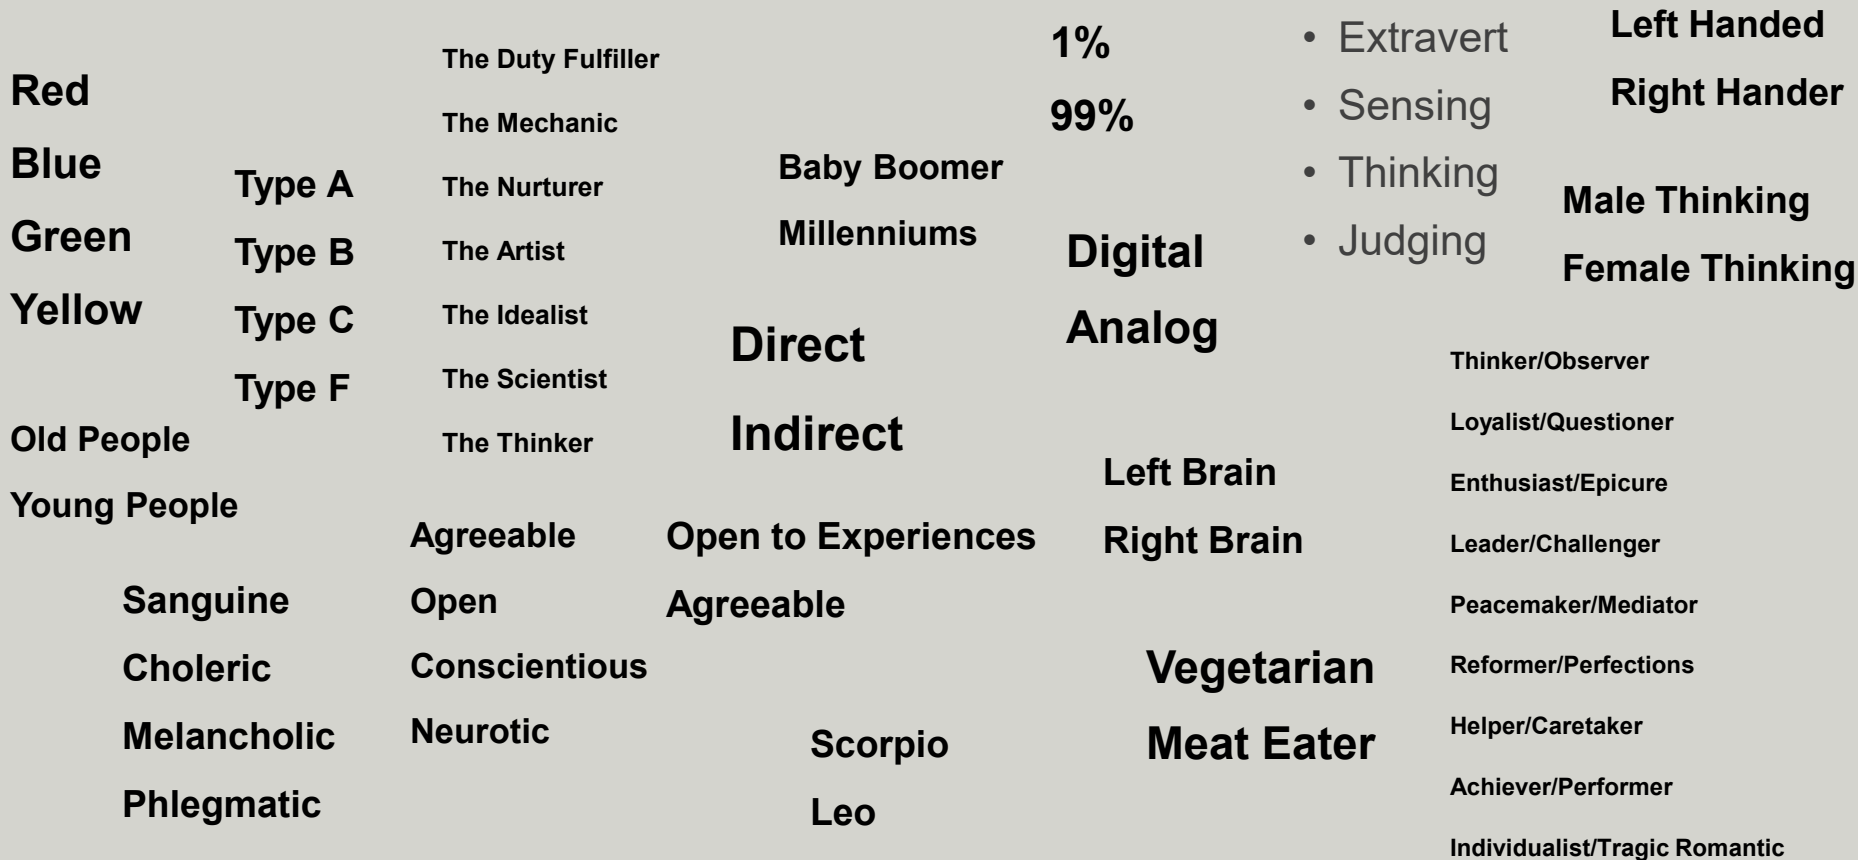 Red
Blue
Green
Yellow
Old People
Young People
Type A
Type B
Type C
Type F
Sanguine
Choleric
Melancholic
Phlegmatic
The Duty Fulfiller
The Mechanic
The Nurturer
The Artist
The Idealist
The Scientist
The Thinker
Agreeable
Open
Conscientious
Neurotic
Baby Boomer
Millenniums
Direct
Indirect
Open to Experiences
Agreeable
Scorpio
Leo
1%
99%
Digital
Analog
Left Brain
Right Brain
Vegetarian
Meat Eater
• Extravert
• Sensing
• Thinking
• Judging
Left Handed
Right Hander
Male Thinking
Female Thinking
Thinker/Observer
Loyalist/Questioner
Enthusiast/Epicure
Leader/Challenger
Peacemaker/Mediator
Reformer/Perfections
Helper/Caretaker
Achiever/Performer
Individualist/Tragic Romantic